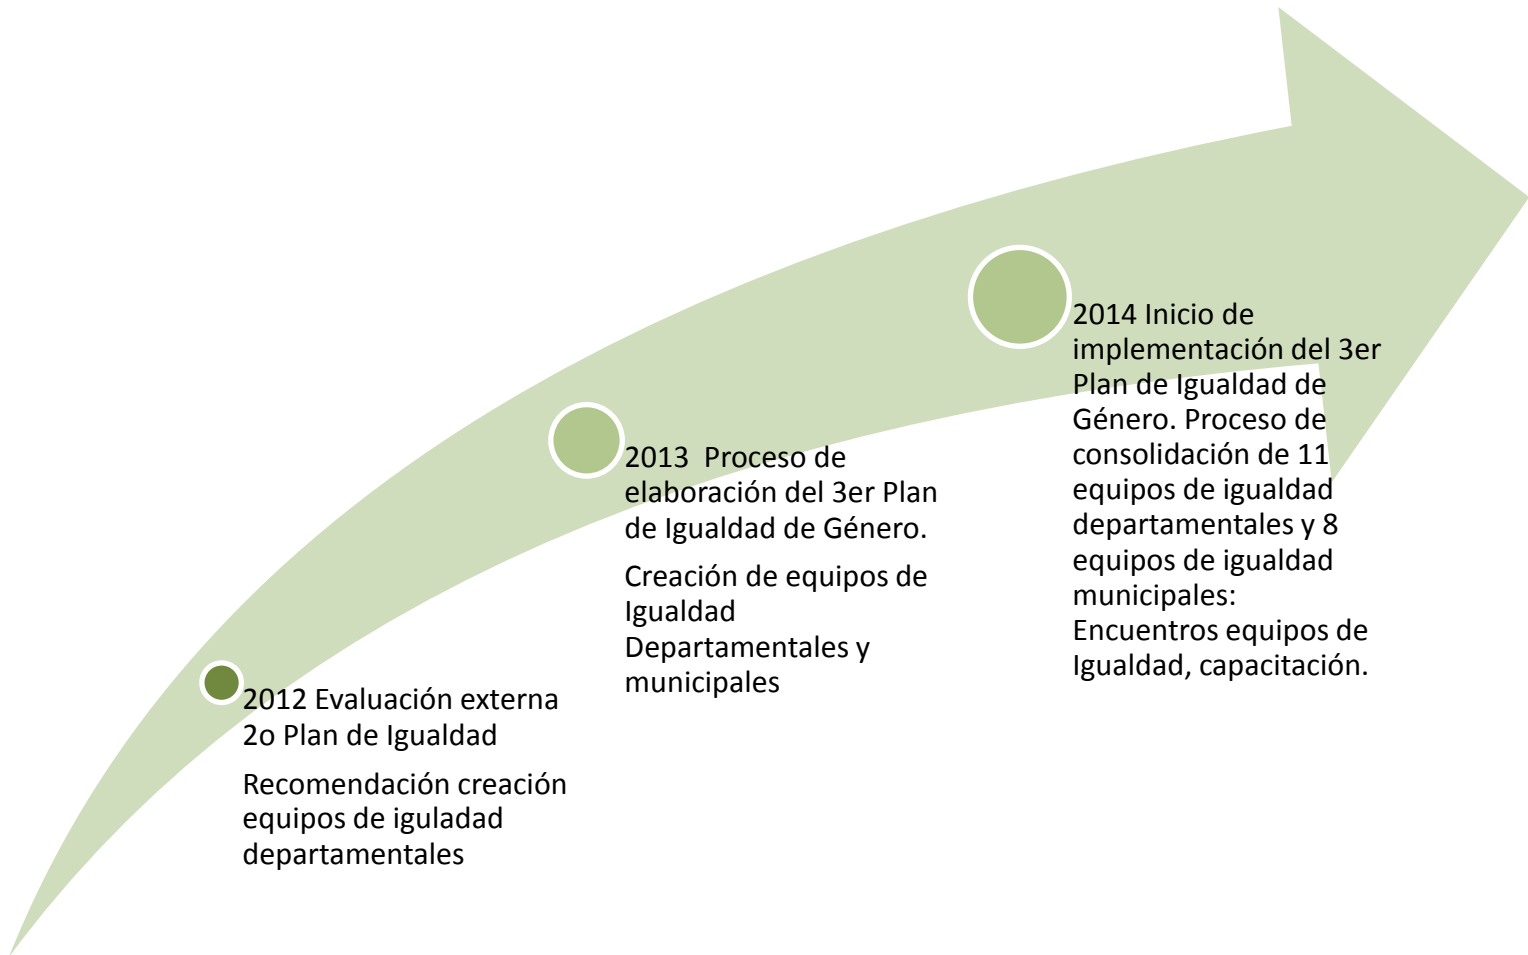 2012 Evaluación externa
2o Plan de Igualdad
Recomendación creación
equipos de iguladad
departamentales
2013  Proceso de
elaboración del 3er Plan
de Igualdad de Género.
Creación de equipos de
Igualdad
Departamentales y
municipales
2014 Inicio de
implementación del 3er
Plan de Igualdad de
Género. Proceso de
consolidación de 11
equipos de igualdad
departamentales y 8
equipos de igualdad
municipales:
Encuentros equipos de
Igualdad, capacitación.